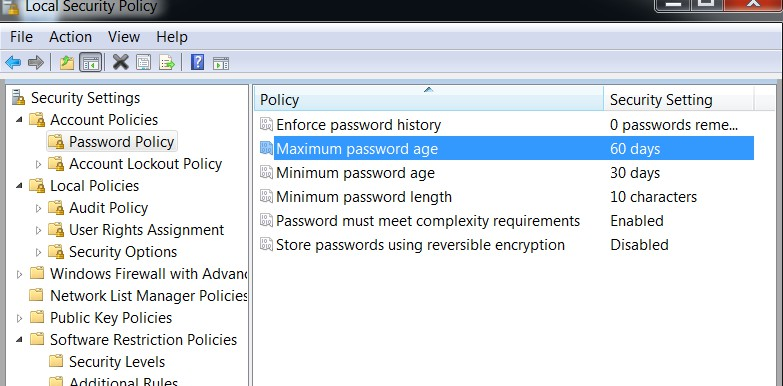 Local Security Policy
File Action View Help
Security Settings
Account Policies
Password Policy
Account Lockout Policy
Local Policies
Audit Policy
User Rights Assignment
Security Options
Windows Firewall with Advanc
Network List Manager Policies
Public Key Policies
Software Restriction Policies
Security Levels
Additional Rules
Policy Security Setting
Enforce password history 0 passwords reme...
Maximum password age 60 days
Minimum password age 30 days
Minimum password length 10 characters
Password must meet complexity requirements Enabled
Store passwords using reversible encryption Disabled